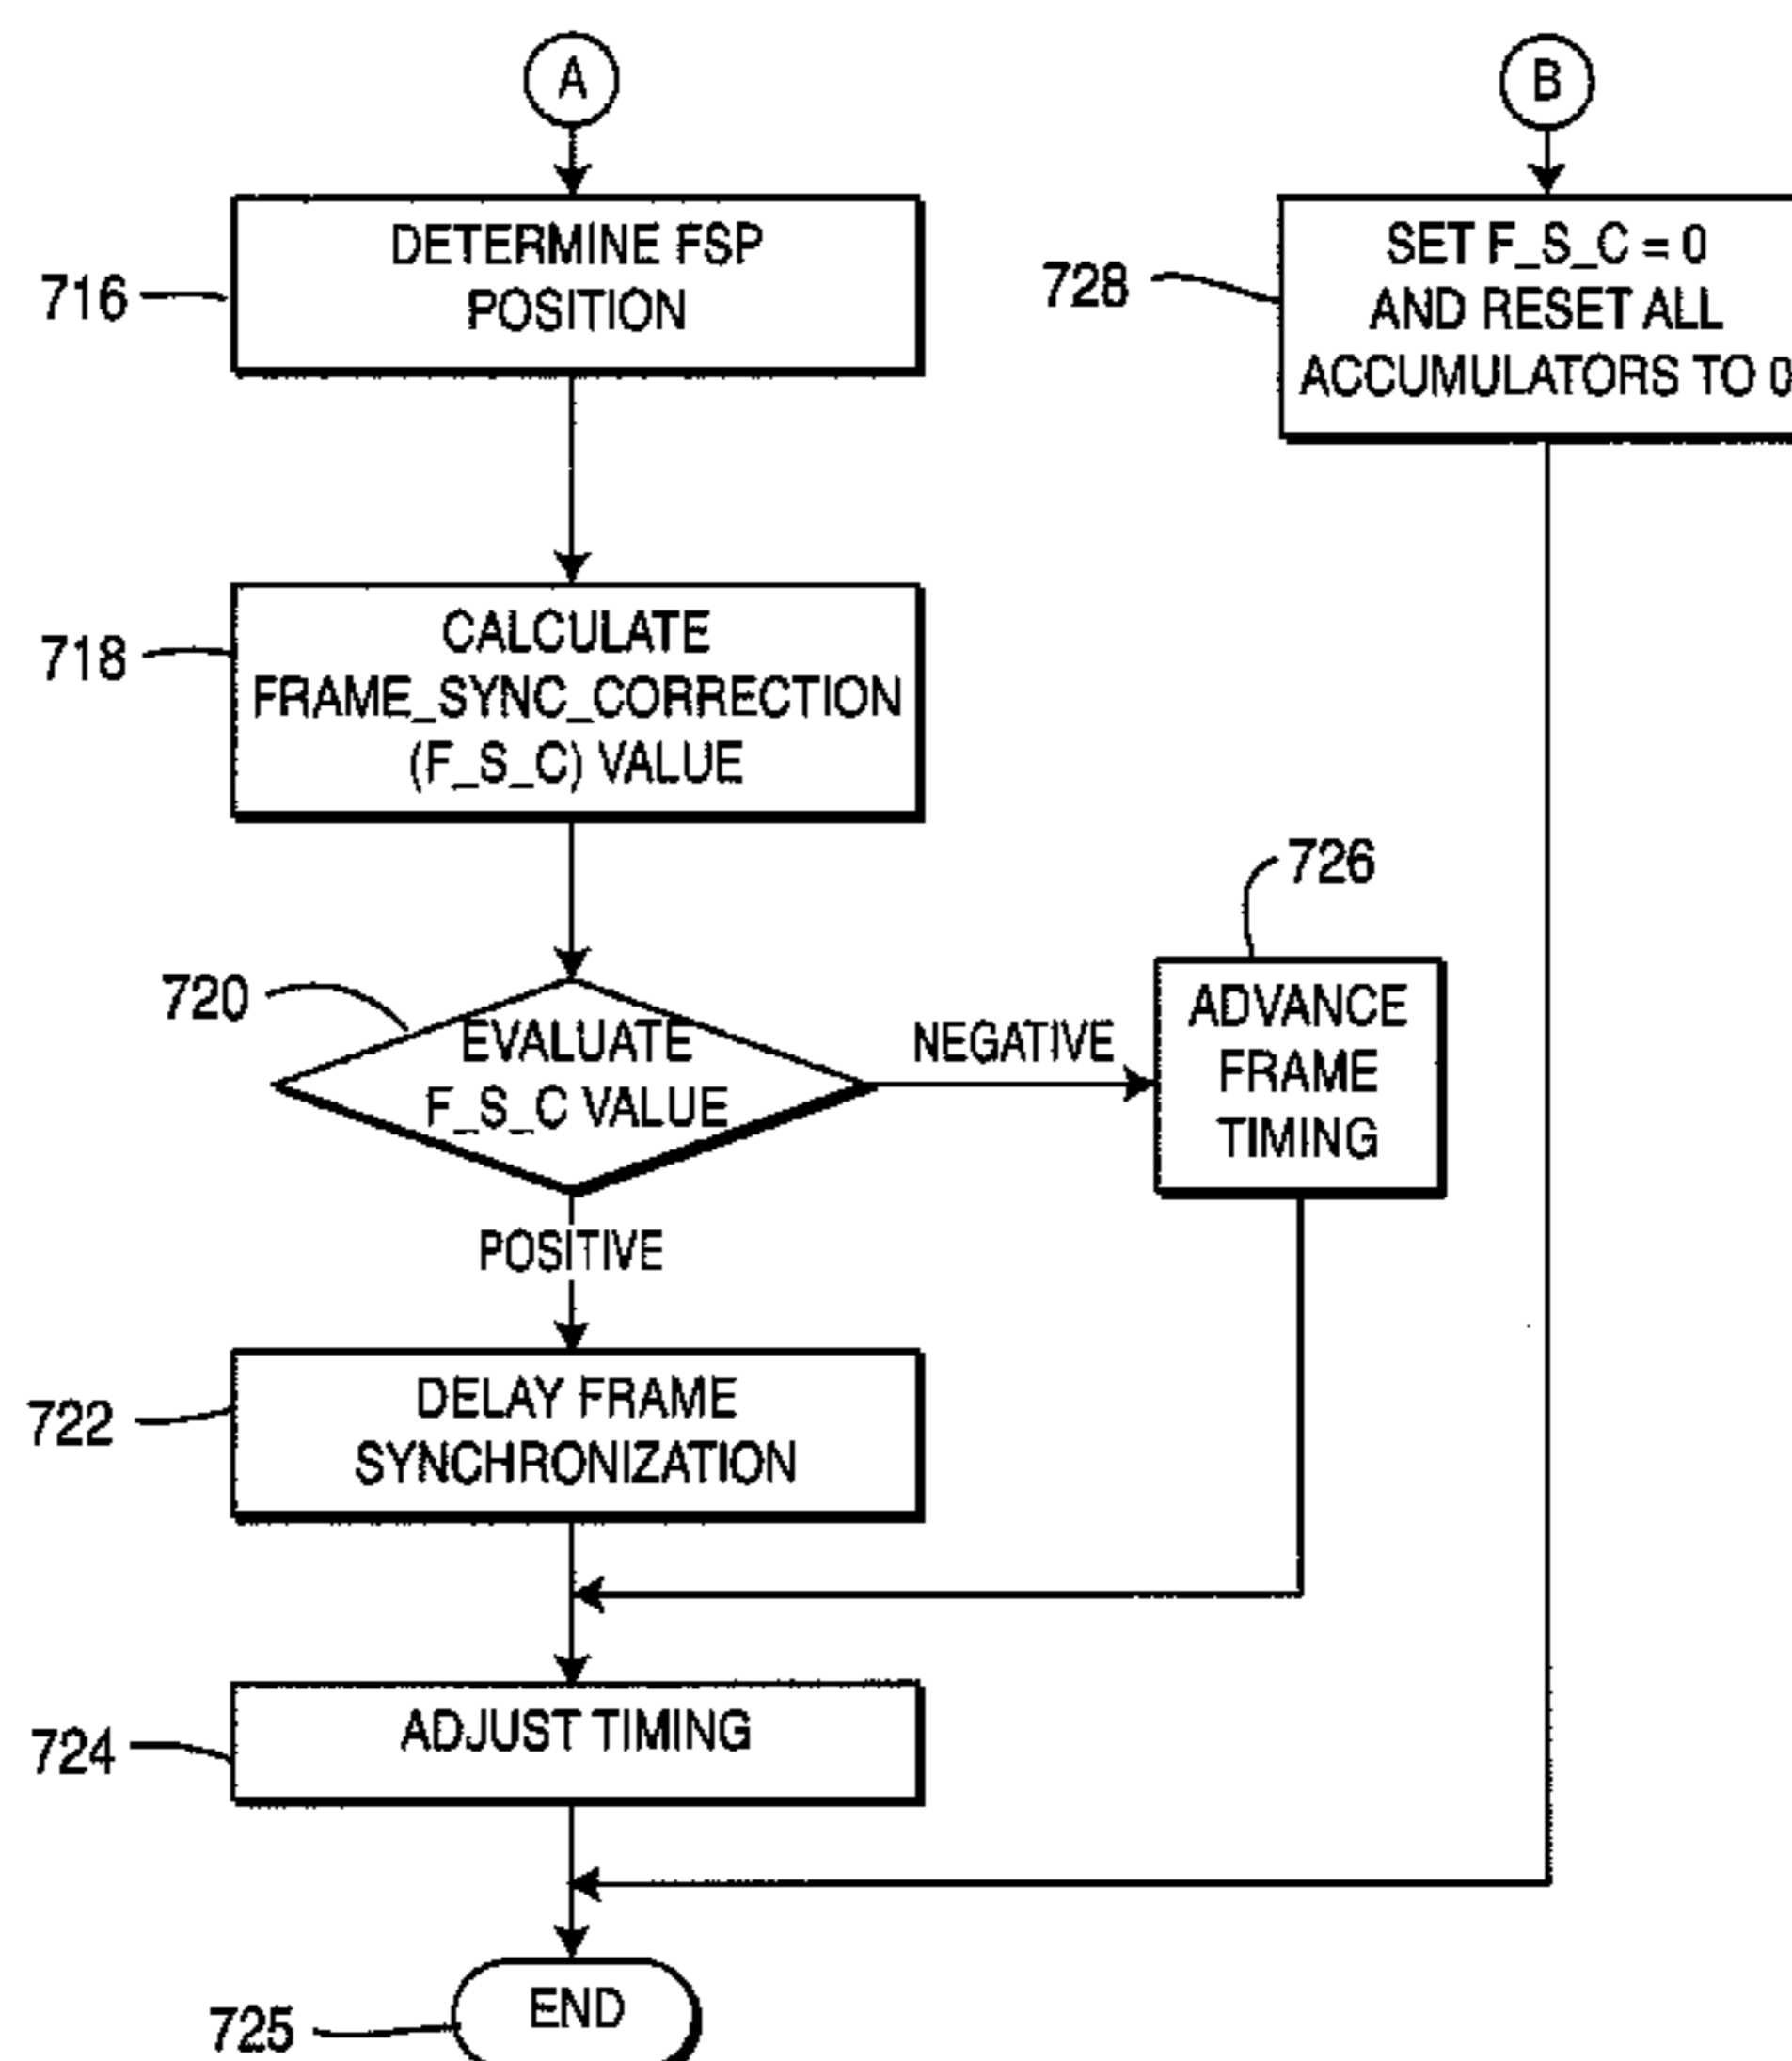 A
B
716
DETERMINE FSP
POSITION
728
SET F_S_C = 0
AND RESET ALL
ACCUMULATORS TO 0
718
CALCULATE
FRAME_SYNC_CORRECTION
(F_S_C) VALUE
726
720
EVALUATE
F_S_C VALUE
NEGATIVE
ADVANCE
FRAME
TIMING
POSITIVE
722
DELAY FRAME
SYNCHRONIZATION
724
ADJUST TIMING
725
END